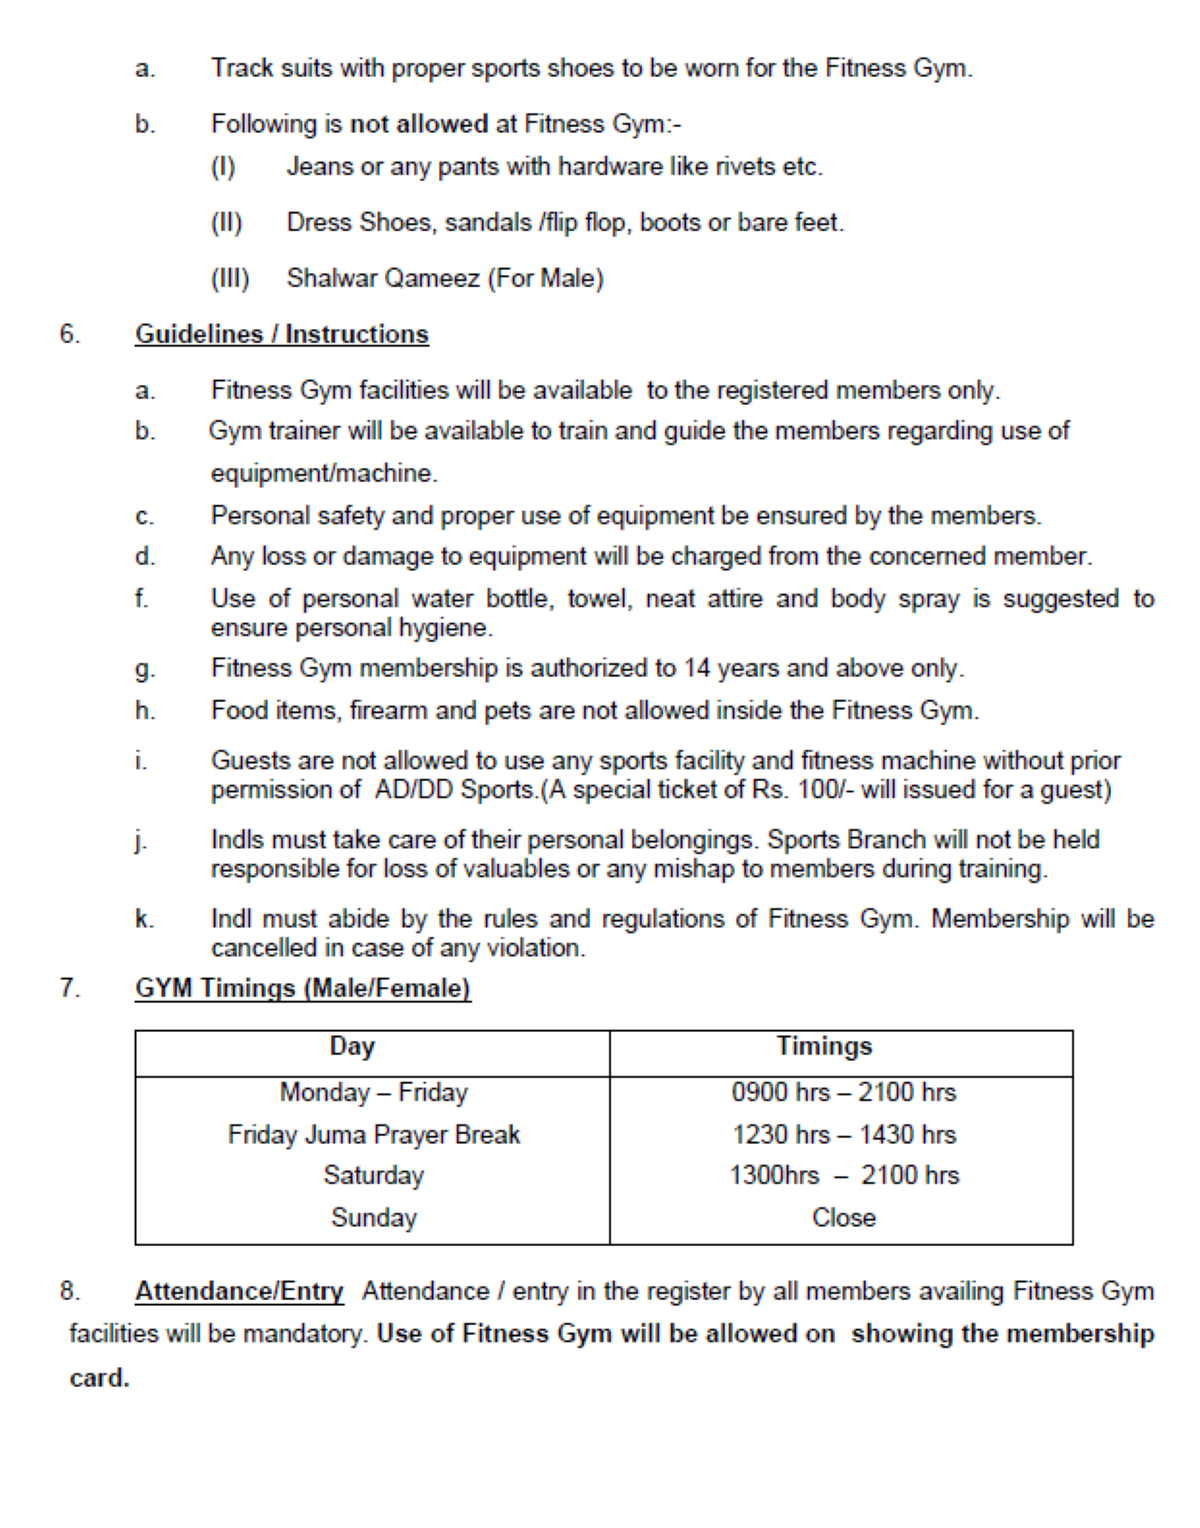 a. Track suits with proper sports shoes to be worn for the Fitness Gym.
b. Following is not allowed at Fitness Gym:-
(I) Jeans or any pants with hardware like rivets etc.
(II) Dress Shoes, sandals /flip flop, boots or bare feet.
(III) Shalwar Qameez (For Male)
6. Guidelines / Instructions
a. Fitness Gym facilities will be available to the registered members only.
b. Gym trainer will be available to train and guide the members regarding use of
equipment/machine.
c. Personal safety and proper use of equipment be ensured by the members.
d. Any loss or damage to equipment will be charged from the concerned member.
f. Use of personal water bottle, towel, neat attire and body spray is suggested to
ensure personal hygiene.
g. Fitness Gym membership is authorized to 14 years and above only.
h. Food items, firearm and pets are not allowed inside the Fitness Gym.
i. Guests are not allowed to use any sports facility and fitness machine without prior
permission of AD/DD Sports.(A special ticket of Rs. 100/- will issued for a guest)
j. Indls must take care of their personal belongings. Sports Branch will not be held
responsible for loss of valuables or any mishap to members during training.
k. Indl must abide by the rules and regulations of Fitness Gym. Membership will be
cancelled in case of any violation.
7. GYM Timings (Male/Female)
Day Timings
Monday – Friday 0900 hrs – 2100 hrs
Friday Juma Prayer Break 1230 hrs – 1430 hrs
Saturday 1300hrs – 2100 hrs
Sunday Close
8. Attendance/Entry Attendance / entry in the register by all members availing Fitness Gym
facilities will be mandatory. Use of Fitness Gym will be allowed on showing the membership
card.